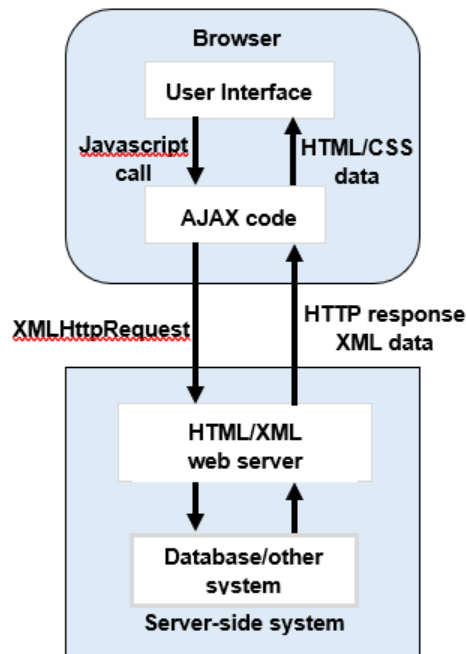 Browser
User Interface
Javascript
call
HTML/CSS
data
AJAX code
XMLHttpRequest
HTTP response
XML data
HTML/XML
web server
Database/other
system
Server-side system